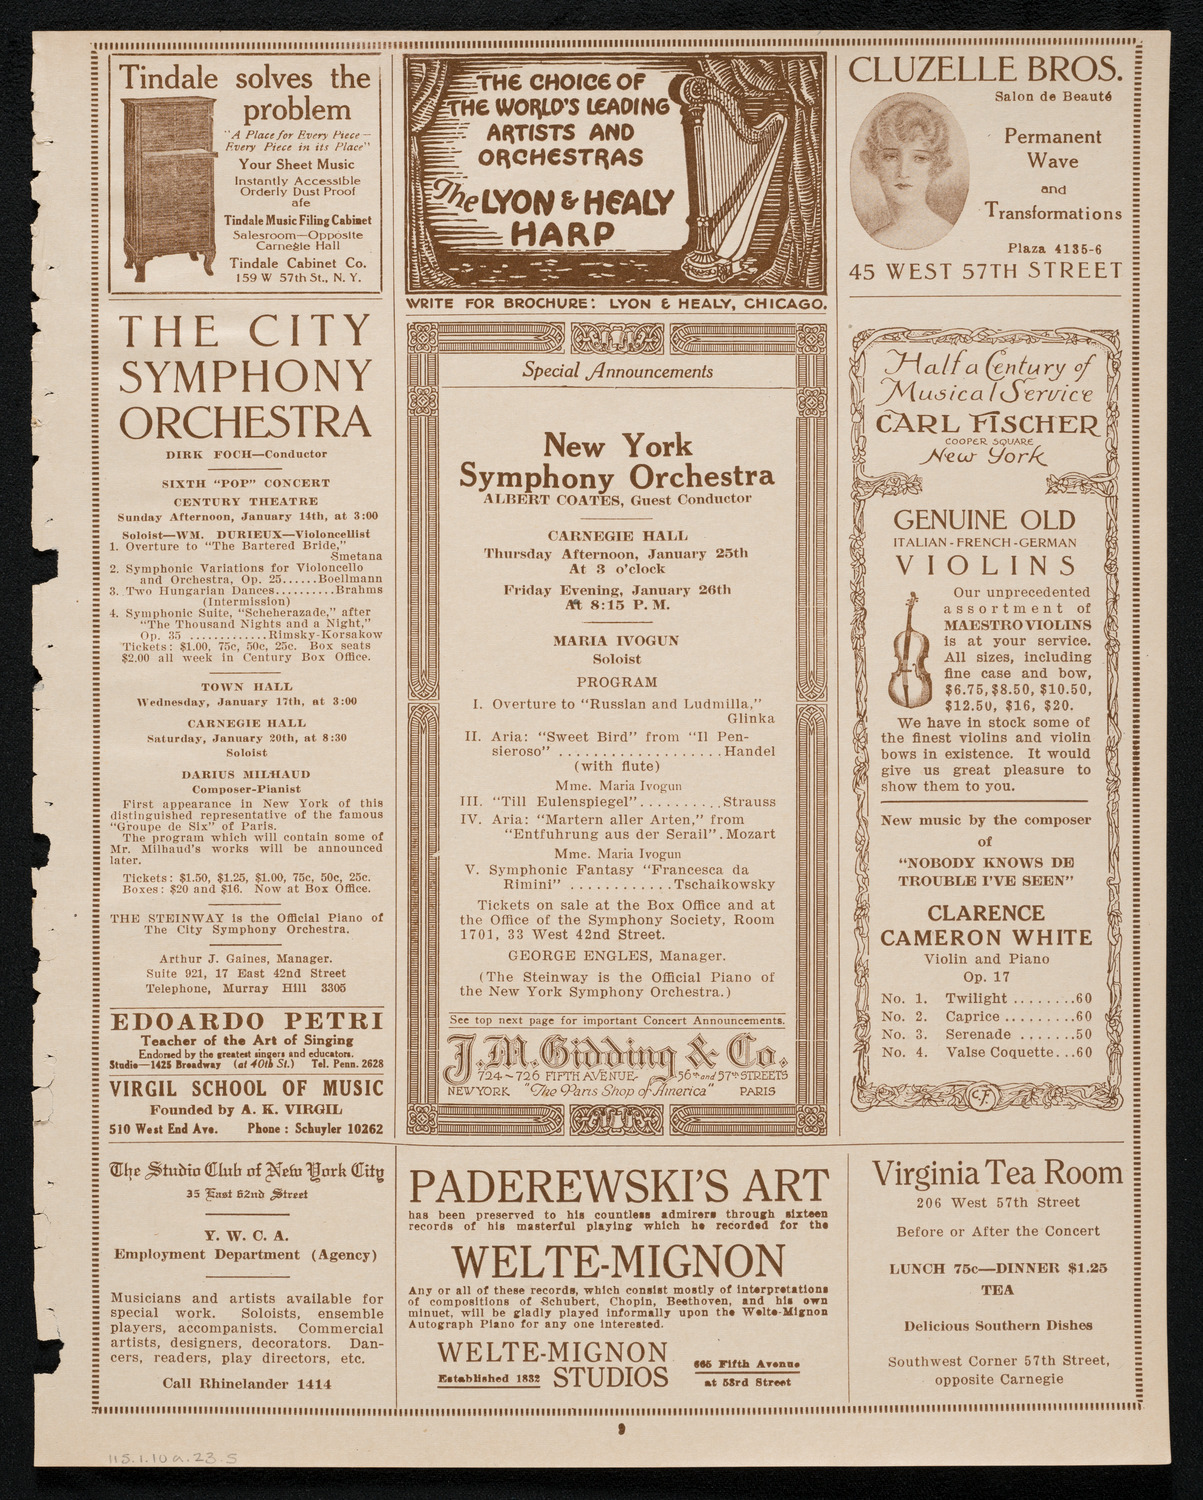 Tindale solves the
problem
"A Place for Every Piece—
Every Piece in its Place"
Your Sheet Music
Instantly Accessible
Orderly Dust Proof
afe
Tindale Music Filing Cabinet
Salesroom—Opposite
Carnegie Hall
Tindale Cabinet Co.
159 W 57th St., N. Y.
THE CITY
SYMPHONY
ORCHESTRA
DIRK FOCH—Conductor
SIXTH "POP" CONCERT
CENTURY THEATRE
Sunday Afternoon, January 14th, at 3:00
Soloist—WM. DURIEUX—Violoncellist
1. Overture to "The Bartered Bride,"
Smetana
2. Symphonic Variations for Violoncello
and Orchestra, Op. 25......Boellmann
3. Two Hungarian Dances..........Brahms
(Intermission)
4. Symphonic Suite, "Scheherazade," after
"The Thousand Nights and a Night,"
Op. 35 ............Rimsky-Korsakow
Tickets: $1.00, 75c, 50c, 25c. Box seats
$2.00 all week in Century Box Office.
TOWN HALL
Wednesday, January 17th, at 3:00
CARNEGIE HALL
Saturday, January 20th, at 8:30
Soloist
DARIUS MILHAUD
Composer-Pianist
First appearance in New York of this
distinguished representative of the famous
"Groupe de Six" of Paris.
The program which will contain some of
Mr. Milhaud's works will be announced
later.
Tickets: $1.50, $1.25, $1.00, 75c, 50c, 25c.
Boxes: $20 and $16. Now at Box Office.
THE STEINWAY is the Official Piano of
The City Symphony Orchestra.
Arthur J. Gaines, Manager.
Suite 921, 17 East 42nd Street
Telephone, Murray Hill 3305
EDOARDO PETRI
Teacher of the Art of Singing
Endorsed by the greatest singers and educators.
Studio—1425 Broadway (at 40th St.) Tel. Penn. 2628
VIRGIL SCHOOL OF MUSIC
Founded by A. K. VIRGIL
510 West End Ave. Phone: Schuyler 10262
The Studio Club of New York City
35 East 62nd Street
Y. W. C. A.
Employment Department (Agency)
Musicians and artists available for
special work. Soloists, ensemble
players, accompanists. Commercial
artists, designers, decorators. Dan-
cers, readers, play directors, etc.
Call Rhinelander 1414
THE CHOICE OF
THE WORLD'S LEADING
ARTISTS AND
ORCHESTRAS
The LYON & HEALY
HARP
WRITE FOR BROCHURE: LYON & HEALY, CHICAGO.
Special Announcements
New York
Symphony Orchestra
ALBERT COATES, Guest Conductor
CARNEGIE HALL
Thursday Afternoon, January 25th
At 3 o'clock
Friday Evening, January 26th
At 8:15 P. M.
MARIA IVOGUN
Soloist
PROGRAM
I. Overture to "Russlan and Ludmilla,"
Glinka
II. Aria: "Sweet Bird" from "Il Pen-
sieroso" ...................Handel
(with flute)
Mme. Maria Ivogun
III. "Till Eulenspiegel"..........Strauss
IV. Aria: "Martern aller Arten," from
"Entfuhrung aus der Serail".Mozart
Mme. Maria Ivogun
V. Symphonic Fantasy "Francesca da
Rimini" ............Tschaikowsky
Tickets on sale at the Box Office and at
the Office of the Symphony Society, Room
1701, 33 West 42nd Street.
GEORGE ENGLES, Manager.
(The Steinway is the Official Piano of
the New York Symphony Orchestra.)
See top next page for important Concert Announcements.
J.M. Gidding & Co.
724~726 FIFTH AVENUE- 56th and 57th STREETS
NEW YORK "The Paris Shop of America" PARIS
PADEREWSKI'S ART
has been preserved to his countless admirers through sixteen
records of his masterful playing which he recorded for the
WELTE-MIGNON
Any or all of these records, which consist mostly of interpretations
of compositions of Schubert, Chopin, Beethoven, and his own
minuet, will be gladly played informally upon the Welte-Mignon
Autograph Piano for any one interested.
WELTE-MIGNON
Established 1832 STUDIOS
665 Fifth Avenue
at 53rd Street
CLUZELLE BROS.
Salon de Beauté
Permanent
Wave
and
Transformations
Plaza 4135-6
45 WEST 57TH STREET
Half a Century of
Musical Service
CARL FISCHER
COOPER SQUARE
New York
GENUINE OLD
ITALIAN-FRENCH-GERMAN
VIOLINS
Our unprecedented
assortment of
MAESTRO VIOLINS
is at your service.
All sizes, including
fine case and bow,
$6.75, $8.50, $10.50,
$12.50, $16, $20.
We have in stock some of
the finest violins and violin
bows in existence. It would
give us great pleasure to
show them to you.
New music by the composer
of
"NOBODY KNOWS DE
TROUBLE I'VE SEEN"
CLARENCE
CAMERON WHITE
Violin and Piano
Op. 17
No. 1. Twilight ........60
No. 2. Caprice .........60
No. 3. Serenade .......50
No. 4. Valse Coquette...60
C.F.
Virginia Tea Room
206 West 57th Street
Before or After the Concert
LUNCH 75c—DINNER $1.25
TEA
Delicious Southern Dishes
Southwest Corner 57th Street,
opposite Carnegie
9
115.1.10a.23.5